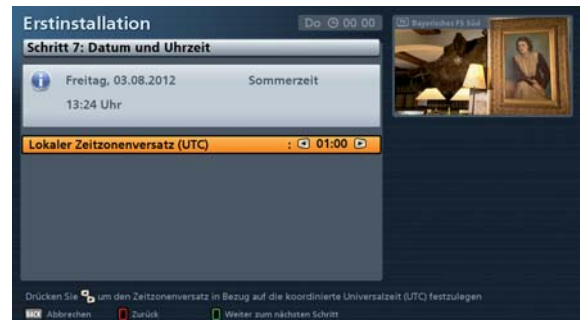 Erstinstallation
Do 00 00
Bayerisches FS Süd
Schritt 7: Datum und Uhrzeit
Freitag, 03.08.2012 Sommerzeit
13:24 Uhr
Lokaler Zeitzonenversatz (UTC) : 01:00
Drücken Sie um den Zeitzonenversatz in Bezug auf die koordinierte Universalzeit (UTC) festzulegen
BACK Abbrechen Zurück Weiter zum nächsten Schritt